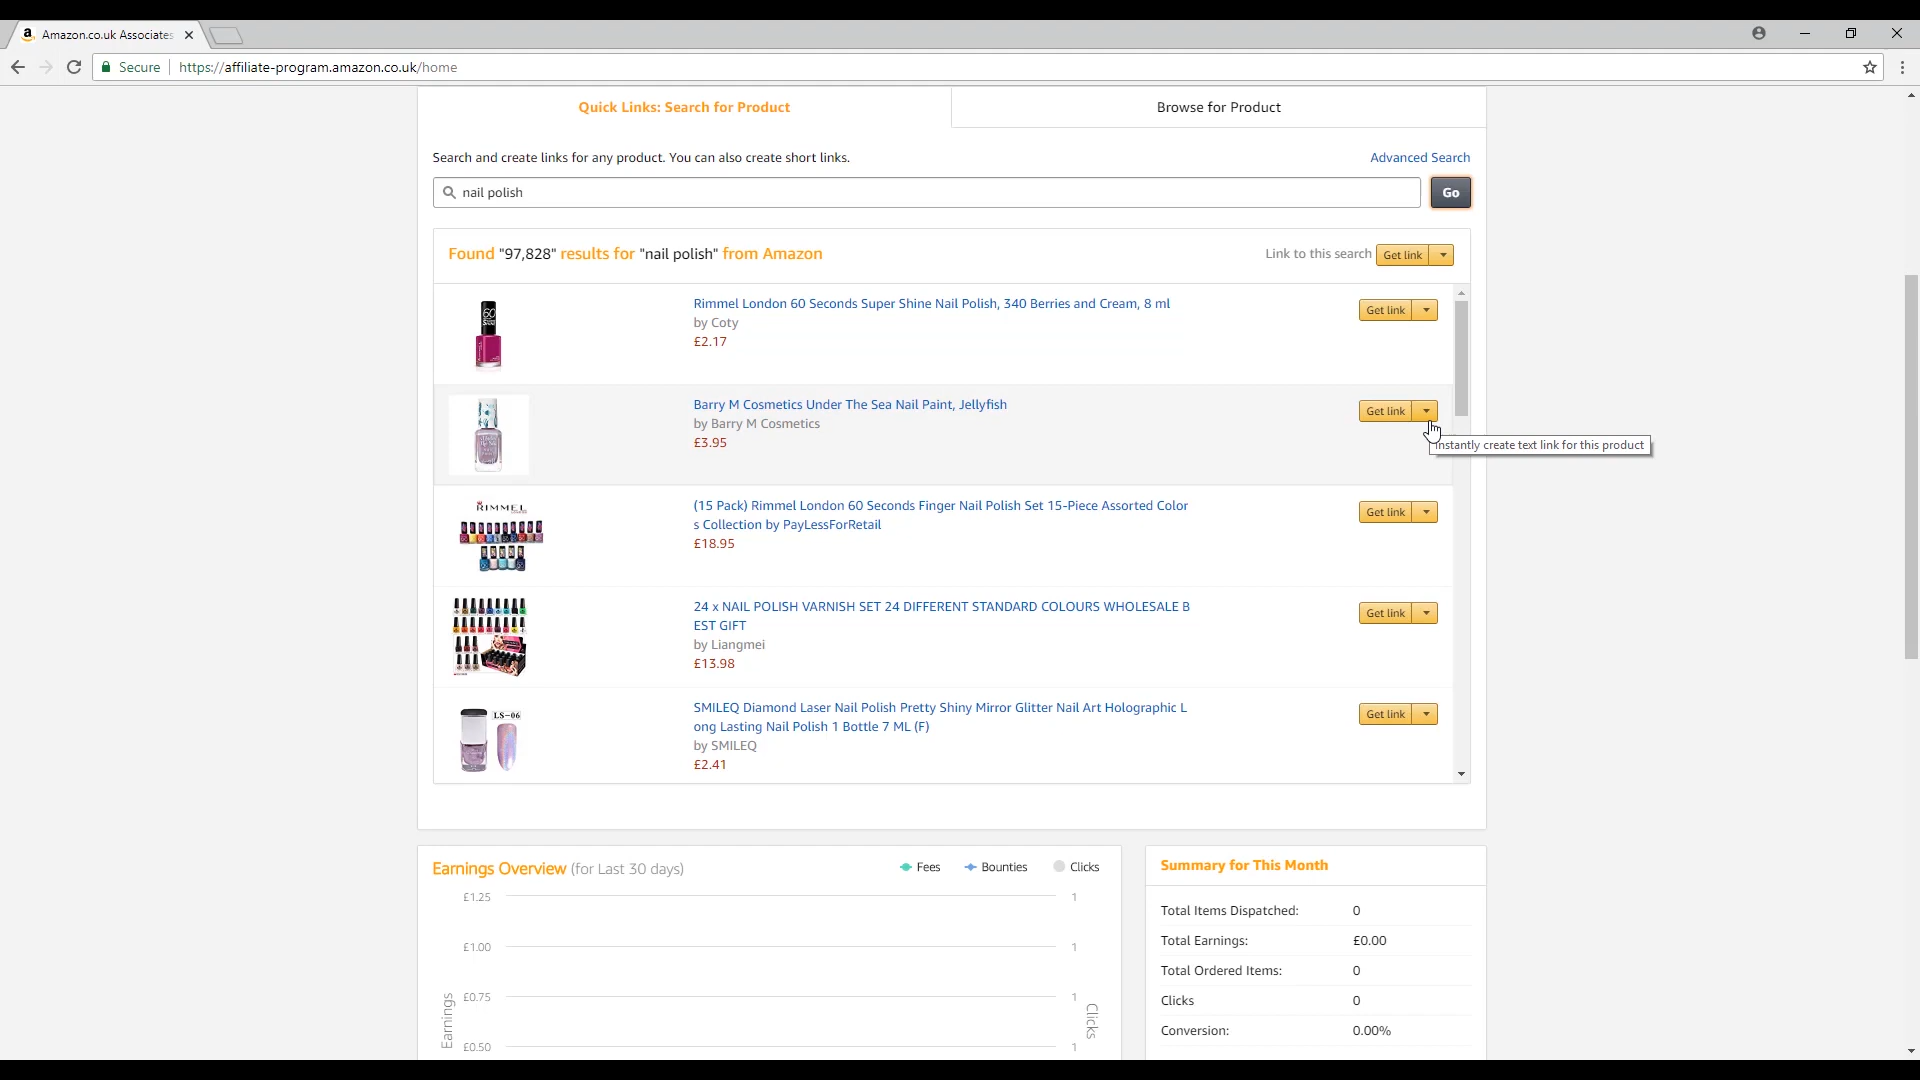 Amazon.co.uk Associates
Secure
https://affiliate-program.amazon.co.uk/home
Quick Links: Search for Product
Browse for Product
Search and create links for any product. You can also create short links.
Advanced Search
nail polish
Go
Found "97,828" results for "nail polish" from Amazon
Link to this search
Get link
Rimmel London 60 Seconds Super Shine Nail Polish, 340 Berries and Cream, 8 ml
by Coty
£2.17
Get link
Barry M Cosmetics Under The Sea Nail Paint, Jellyfish
by Barry M Cosmetics
£3.95
Get link
Instantly create text link for this product
RIMMEL
(15 Pack) Rimmel London 60 Seconds Finger Nail Polish Set 15-Piece Assorted Color
s Collection by PayLessForRetail
£18.95
Get link
24 x NAIL POLISH VARNISH SET 24 DIFFERENT STANDARD COLOURS WHOLESALE B
EST GIFT
by Liangmei
£13.98
Get link
LS-06
SMILEQ Diamond Laser Nail Polish Pretty Shiny Mirror Glitter Nail Art Holographic L
ong Lasting Nail Polish 1 Bottle 7 ML (F)
by SMILEQ
£2.41
Get link
Earnings Overview (for Last 30 days)
Fees
Bounties
Clicks
£1.25
1
£1.00
1
£0.75
1
£0.50
1
Earnings
Clicks
Summary for This Month
Total Items Dispatched: 0
Total Earnings: £0.00
Total Ordered Items: 0
Clicks 0
Conversion: 0.00%